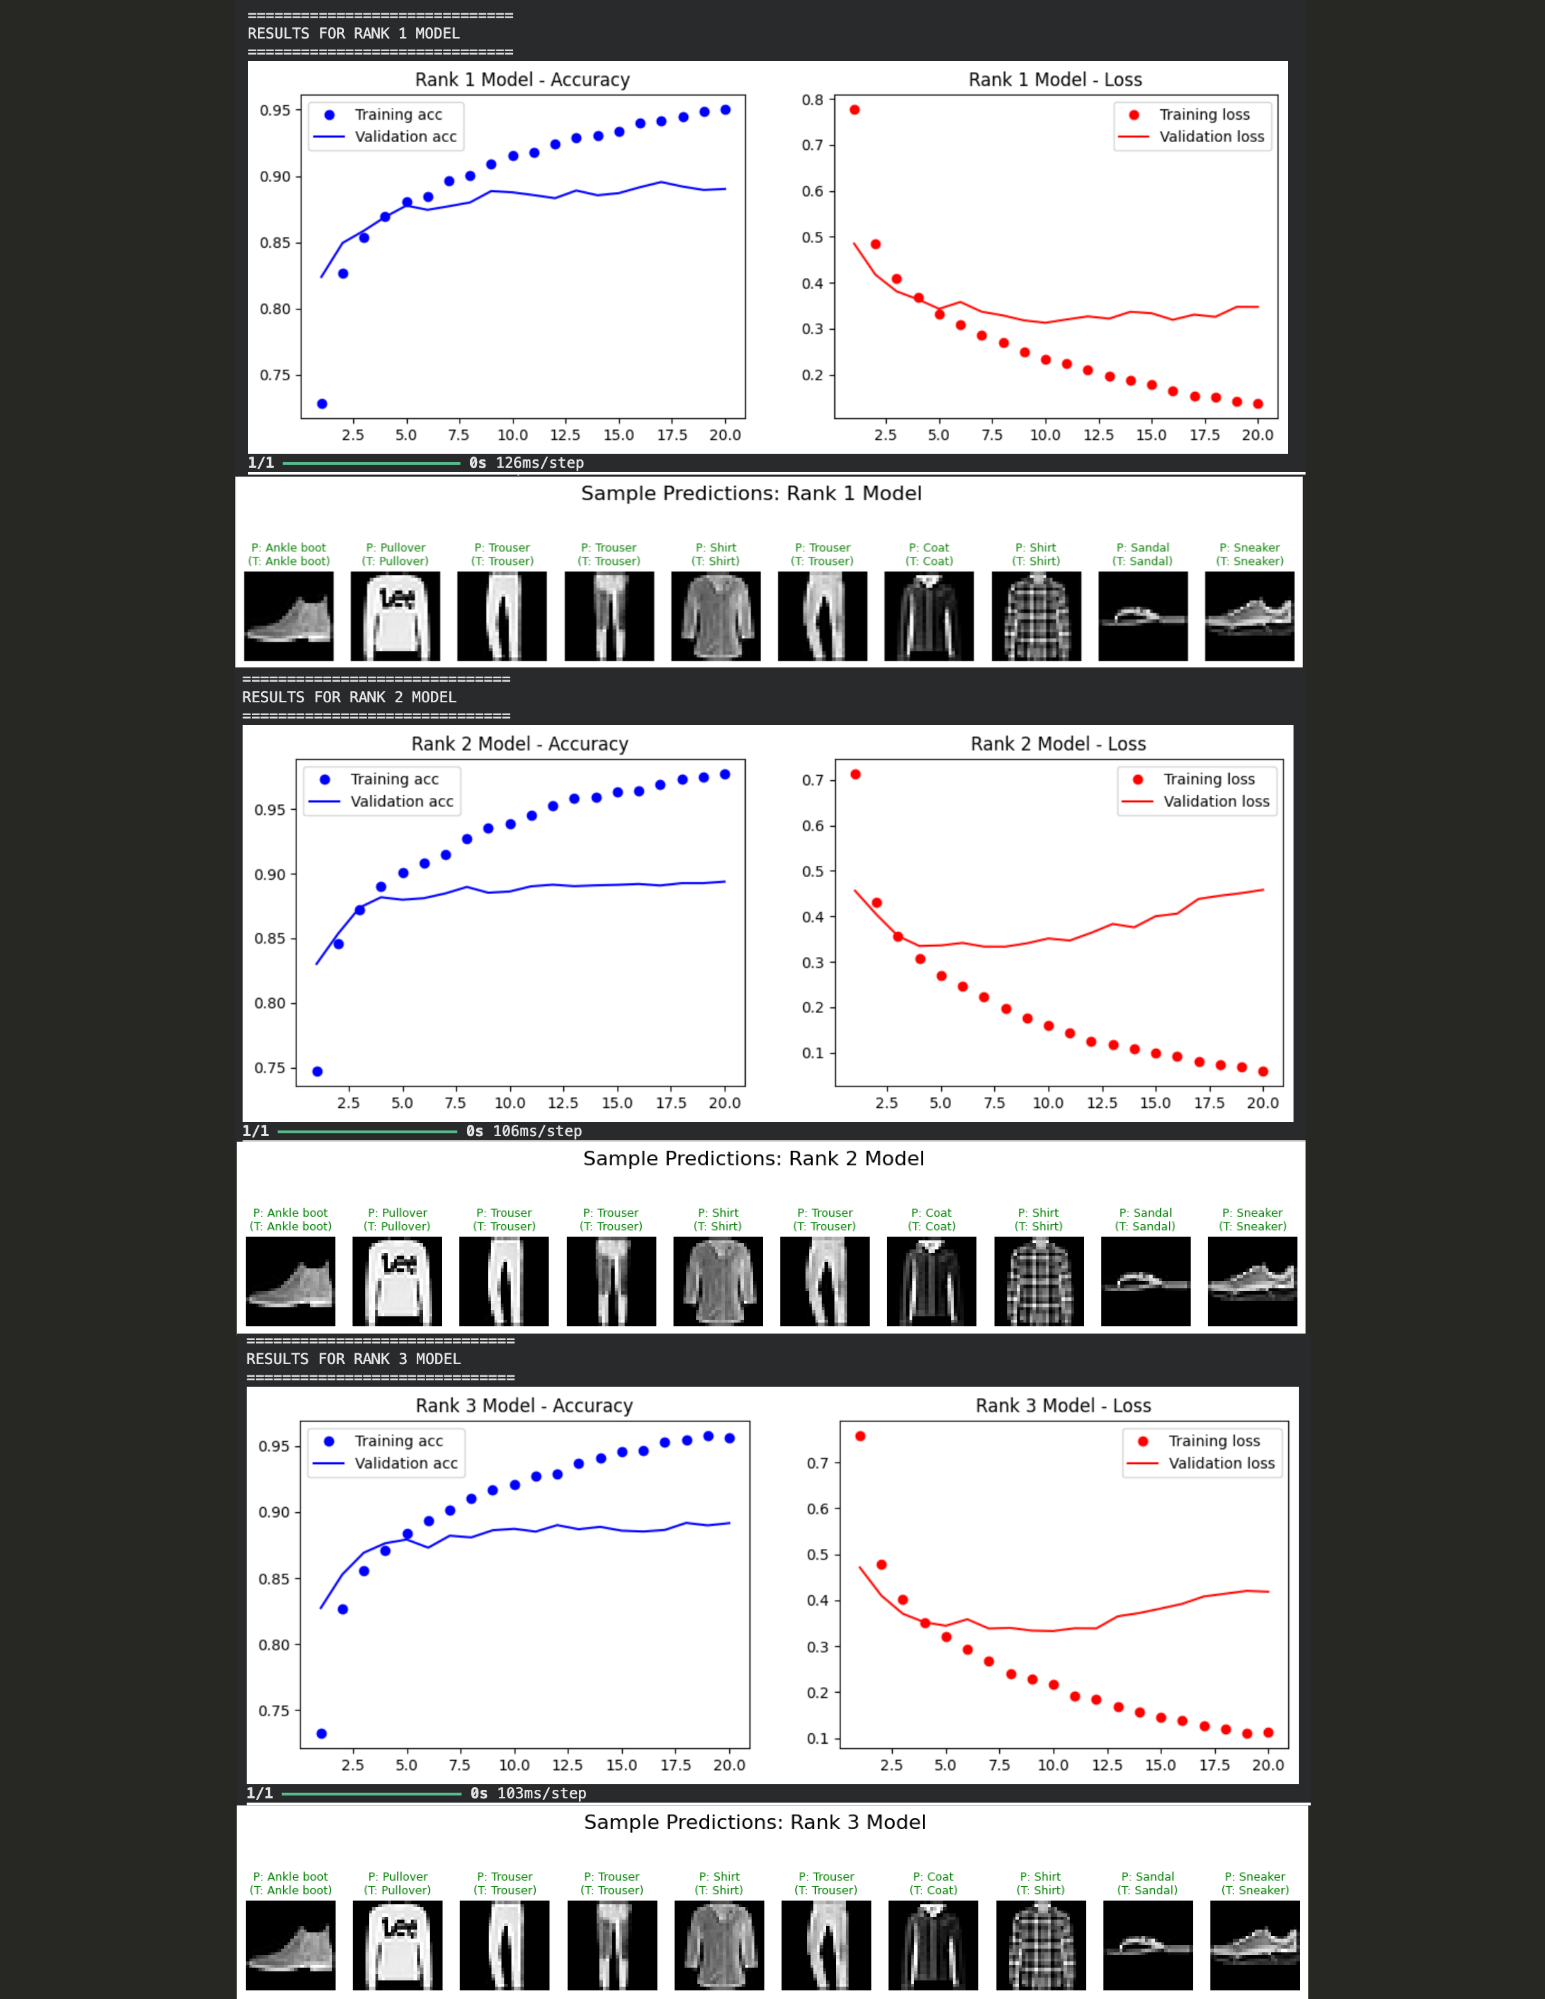 ==============================
RESULTS FOR RANK 1 MODEL
==============================
Rank 1 Model - Accuracy
Training acc
Validation acc
0.95
0.90
0.85
0.80
0.75
2.5 5.0 7.5 10.0 12.5 15.0 17.5 20.0
Rank 1 Model - Loss
Training loss
Validation loss
0.8
0.7
0.6
0.5
0.4
0.3
0.2
2.5 5.0 7.5 10.0 12.5 15.0 17.5 20.0
1/1 0s 126ms/step
Sample Predictions: Rank 1 Model
P: Ankle boot P: Pullover P: Trouser P: Trouser P: Shirt P: Trouser P: Coat P: Shirt P: Sandal P: Sneaker
(T: Ankle boot) (T: Pullover) (T: Trouser) (T: Trouser) (T: Shirt) (T: Trouser) (T: Coat) (T: Shirt) (T: Sandal) (T: Sneaker)
Lee
==============================
RESULTS FOR RANK 2 MODEL
==============================
Rank 2 Model - Accuracy
Training acc
Validation acc
0.95
0.90
0.85
0.80
0.75
2.5 5.0 7.5 10.0 12.5 15.0 17.5 20.0
Rank 2 Model - Loss
Training loss
Validation loss
0.7
0.6
0.5
0.4
0.3
0.2
0.1
2.5 5.0 7.5 10.0 12.5 15.0 17.5 20.0
1/1 0s 106ms/step
Sample Predictions: Rank 2 Model
P: Ankle boot P: Pullover P: Trouser P: Trouser P: Shirt P: Trouser P: Coat P: Shirt P: Sandal P: Sneaker
(T: Ankle boot) (T: Pullover) (T: Trouser) (T: Trouser) (T: Shirt) (T: Trouser) (T: Coat) (T: Shirt) (T: Sandal) (T: Sneaker)
Lee
==============================
RESULTS FOR RANK 3 MODEL
==============================
Rank 3 Model - Accuracy
Training acc
Validation acc
0.95
0.90
0.85
0.80
0.75
2.5 5.0 7.5 10.0 12.5 15.0 17.5 20.0
Rank 3 Model - Loss
Training loss
Validation loss
0.7
0.6
0.5
0.4
0.3
0.2
0.1
2.5 5.0 7.5 10.0 12.5 15.0 17.5 20.0
1/1 0s 103ms/step
Sample Predictions: Rank 3 Model
P: Ankle boot P: Pullover P: Trouser P: Trouser P: Shirt P: Trouser P: Coat P: Shirt P: Sandal P: Sneaker
(T: Ankle boot) (T: Pullover) (T: Trouser) (T: Trouser) (T: Shirt) (T: Trouser) (T: Coat) (T: Shirt) (T: Sandal) (T: Sneaker)
Lee